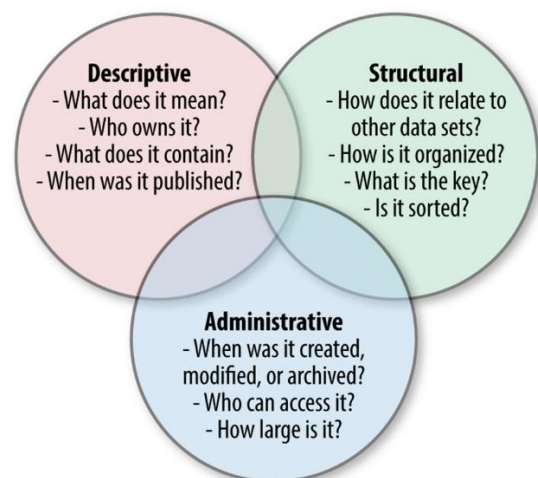 Descriptive
- What does it mean?
- Who owns it?
- What does it contain?
- When was it published?
Structural
- How does it relate to
other data sets?
- How is it organized?
- What is the key?
- Is it sorted?
Administrative
- When was it created,
modified, or archived?
- Who can access it?
- How large is it?